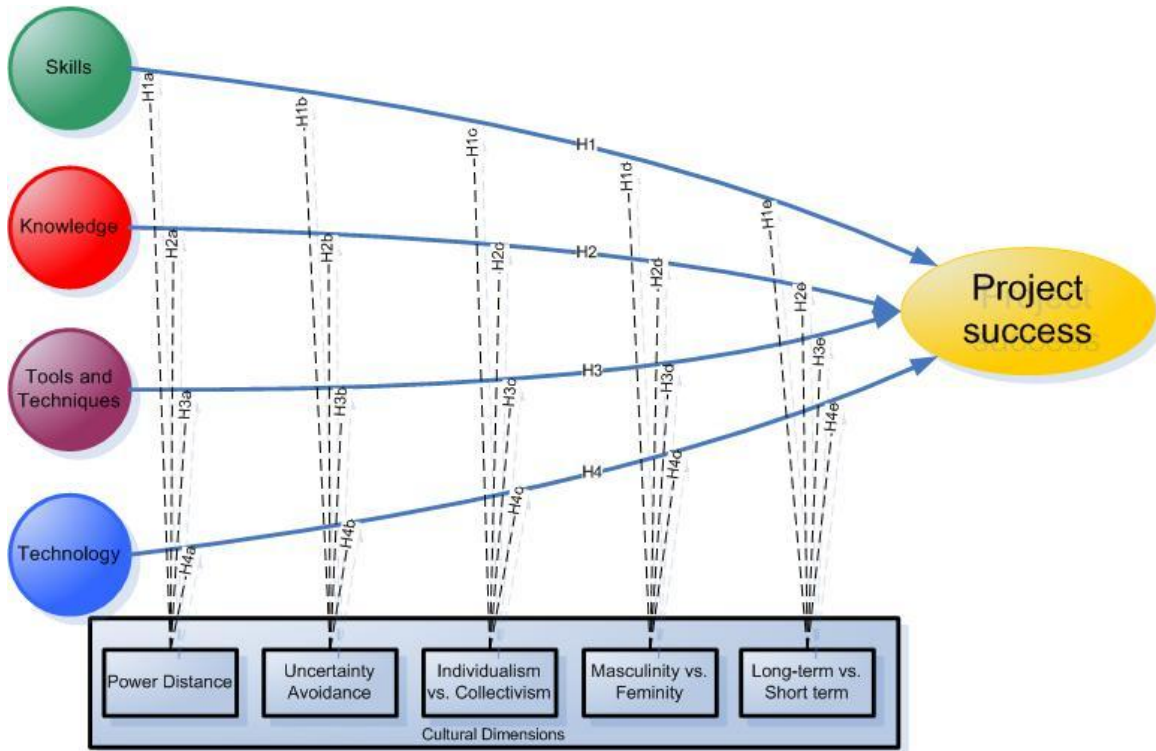 Skills
H1a
H1b
H1c
H1
H1d
H1e
Knowledge
H2a
H2b
H2c
H2
H2d
H2e
Project
success
Tools and
Techniques
H3a
H3b
H3c
H3
H3d
H3e
Technology
H4a
H4b
H4c
H4
H4d
H4e
Power Distance
Uncertainty
Avoidance
Individualism
vs. Collectivism
Masculinity vs.
Feminity
Long-term vs.
Short term
Cultural Dimensions